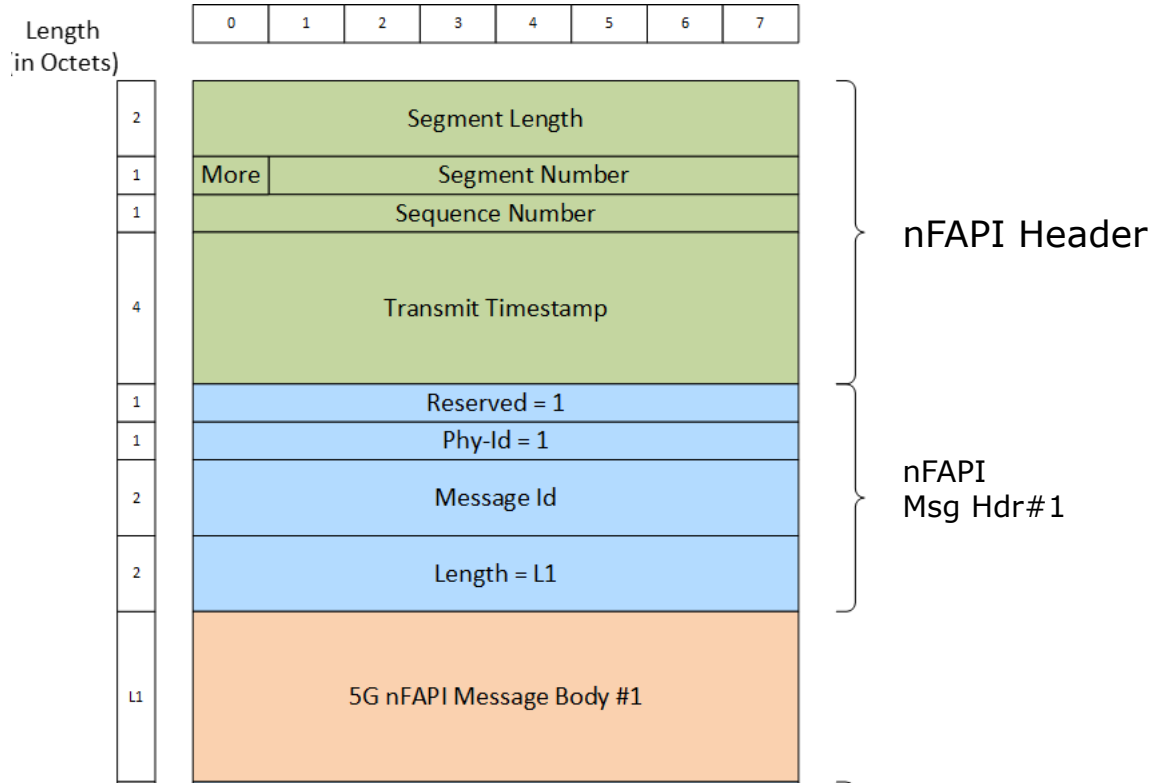 Length
(in Octets)
0 1 2 3 4 5 6 7
2 Segment Length
1 More Segment Number
1 Sequence Number
4 Transmit Timestamp
nFAPI Header
1 Reserved = 1
1 Phy-Id = 1
2 Message Id
2 Length = L1
nFAPI
Msg Hdr#1
L1 5G nFAPI Message Body #1